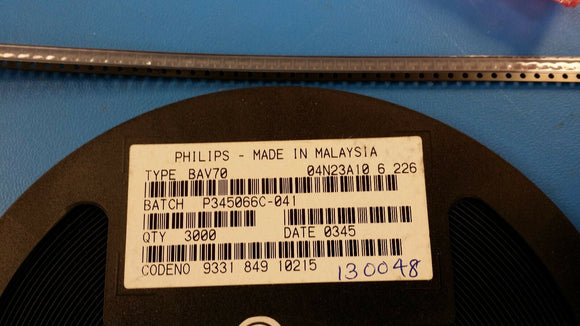 PHILIPS - MADE IN MALAYSIA
TYPE BAV70 04N23A10 6 226
BATCH P345066C-041
QTY 3000 DATE 0345
CODENO 9331 849 10215 130048